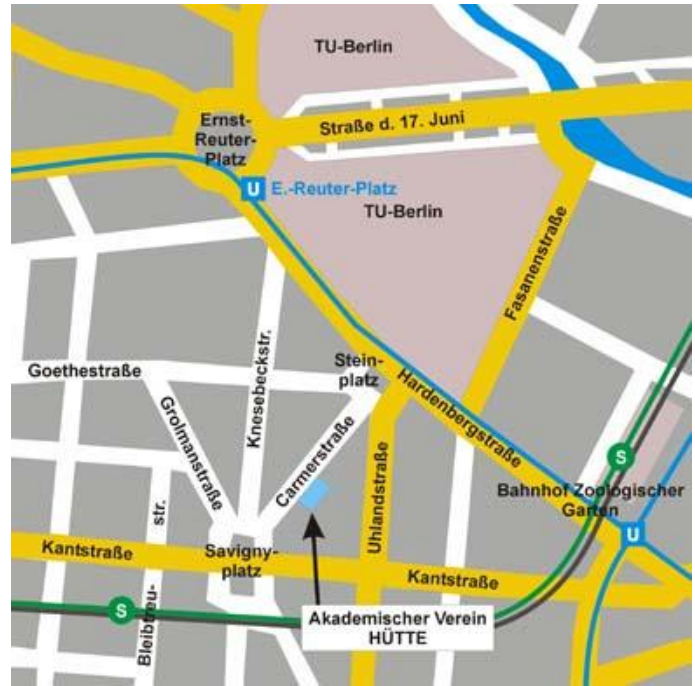 TU-Berlin
Ernst-
Reuter-
Platz
Straße d. 17. Juni
U
E.-Reuter-Platz
TU-Berlin
Fasanenstraße
Knesebeckstr.
Stein-
platz
Goethestraße
Hardenbergstraße
Grolmanstraße
Carmerstraße
Uhlandstraße
S
Bahnhof Zoologischer
Garten
str.
U
Kantstraße
Savigny-
platz
Kantstraße
S
Bleibtreu-
Akademischer Verein
HÜTTE